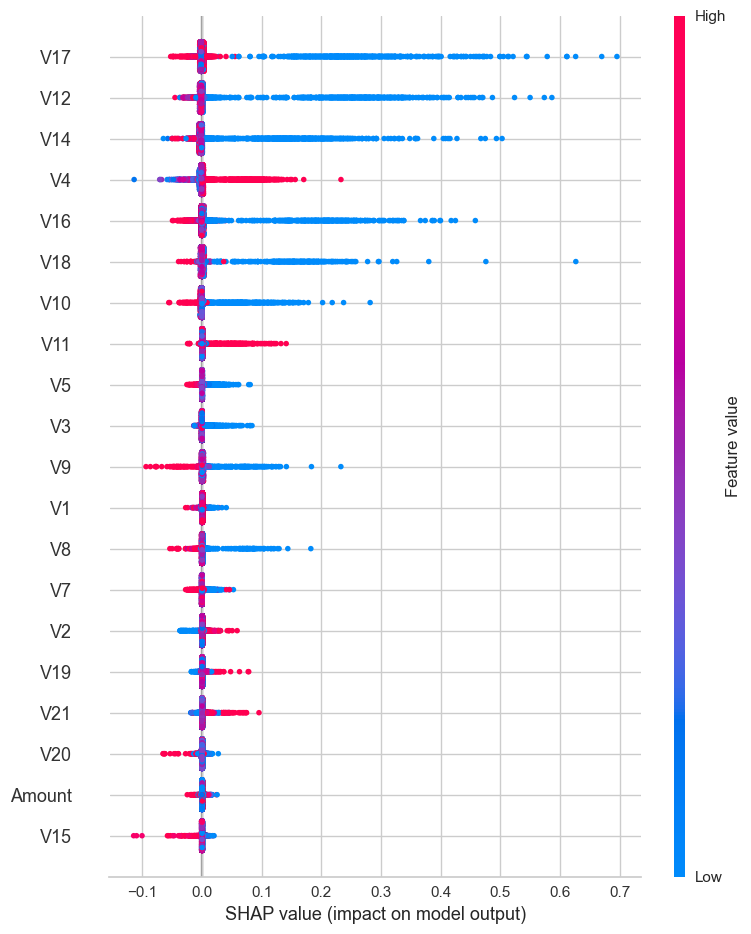 High
V17
V12
V14
V4
V16
V18
V10
V11
V5
V3
V9
V1
V8
V7
V2
V19
V21
V20
Amount
V15
Feature value
Low
−0.1 0.0 0.1 0.2 0.3 0.4 0.5 0.6 0.7
SHAP value (impact on model output)